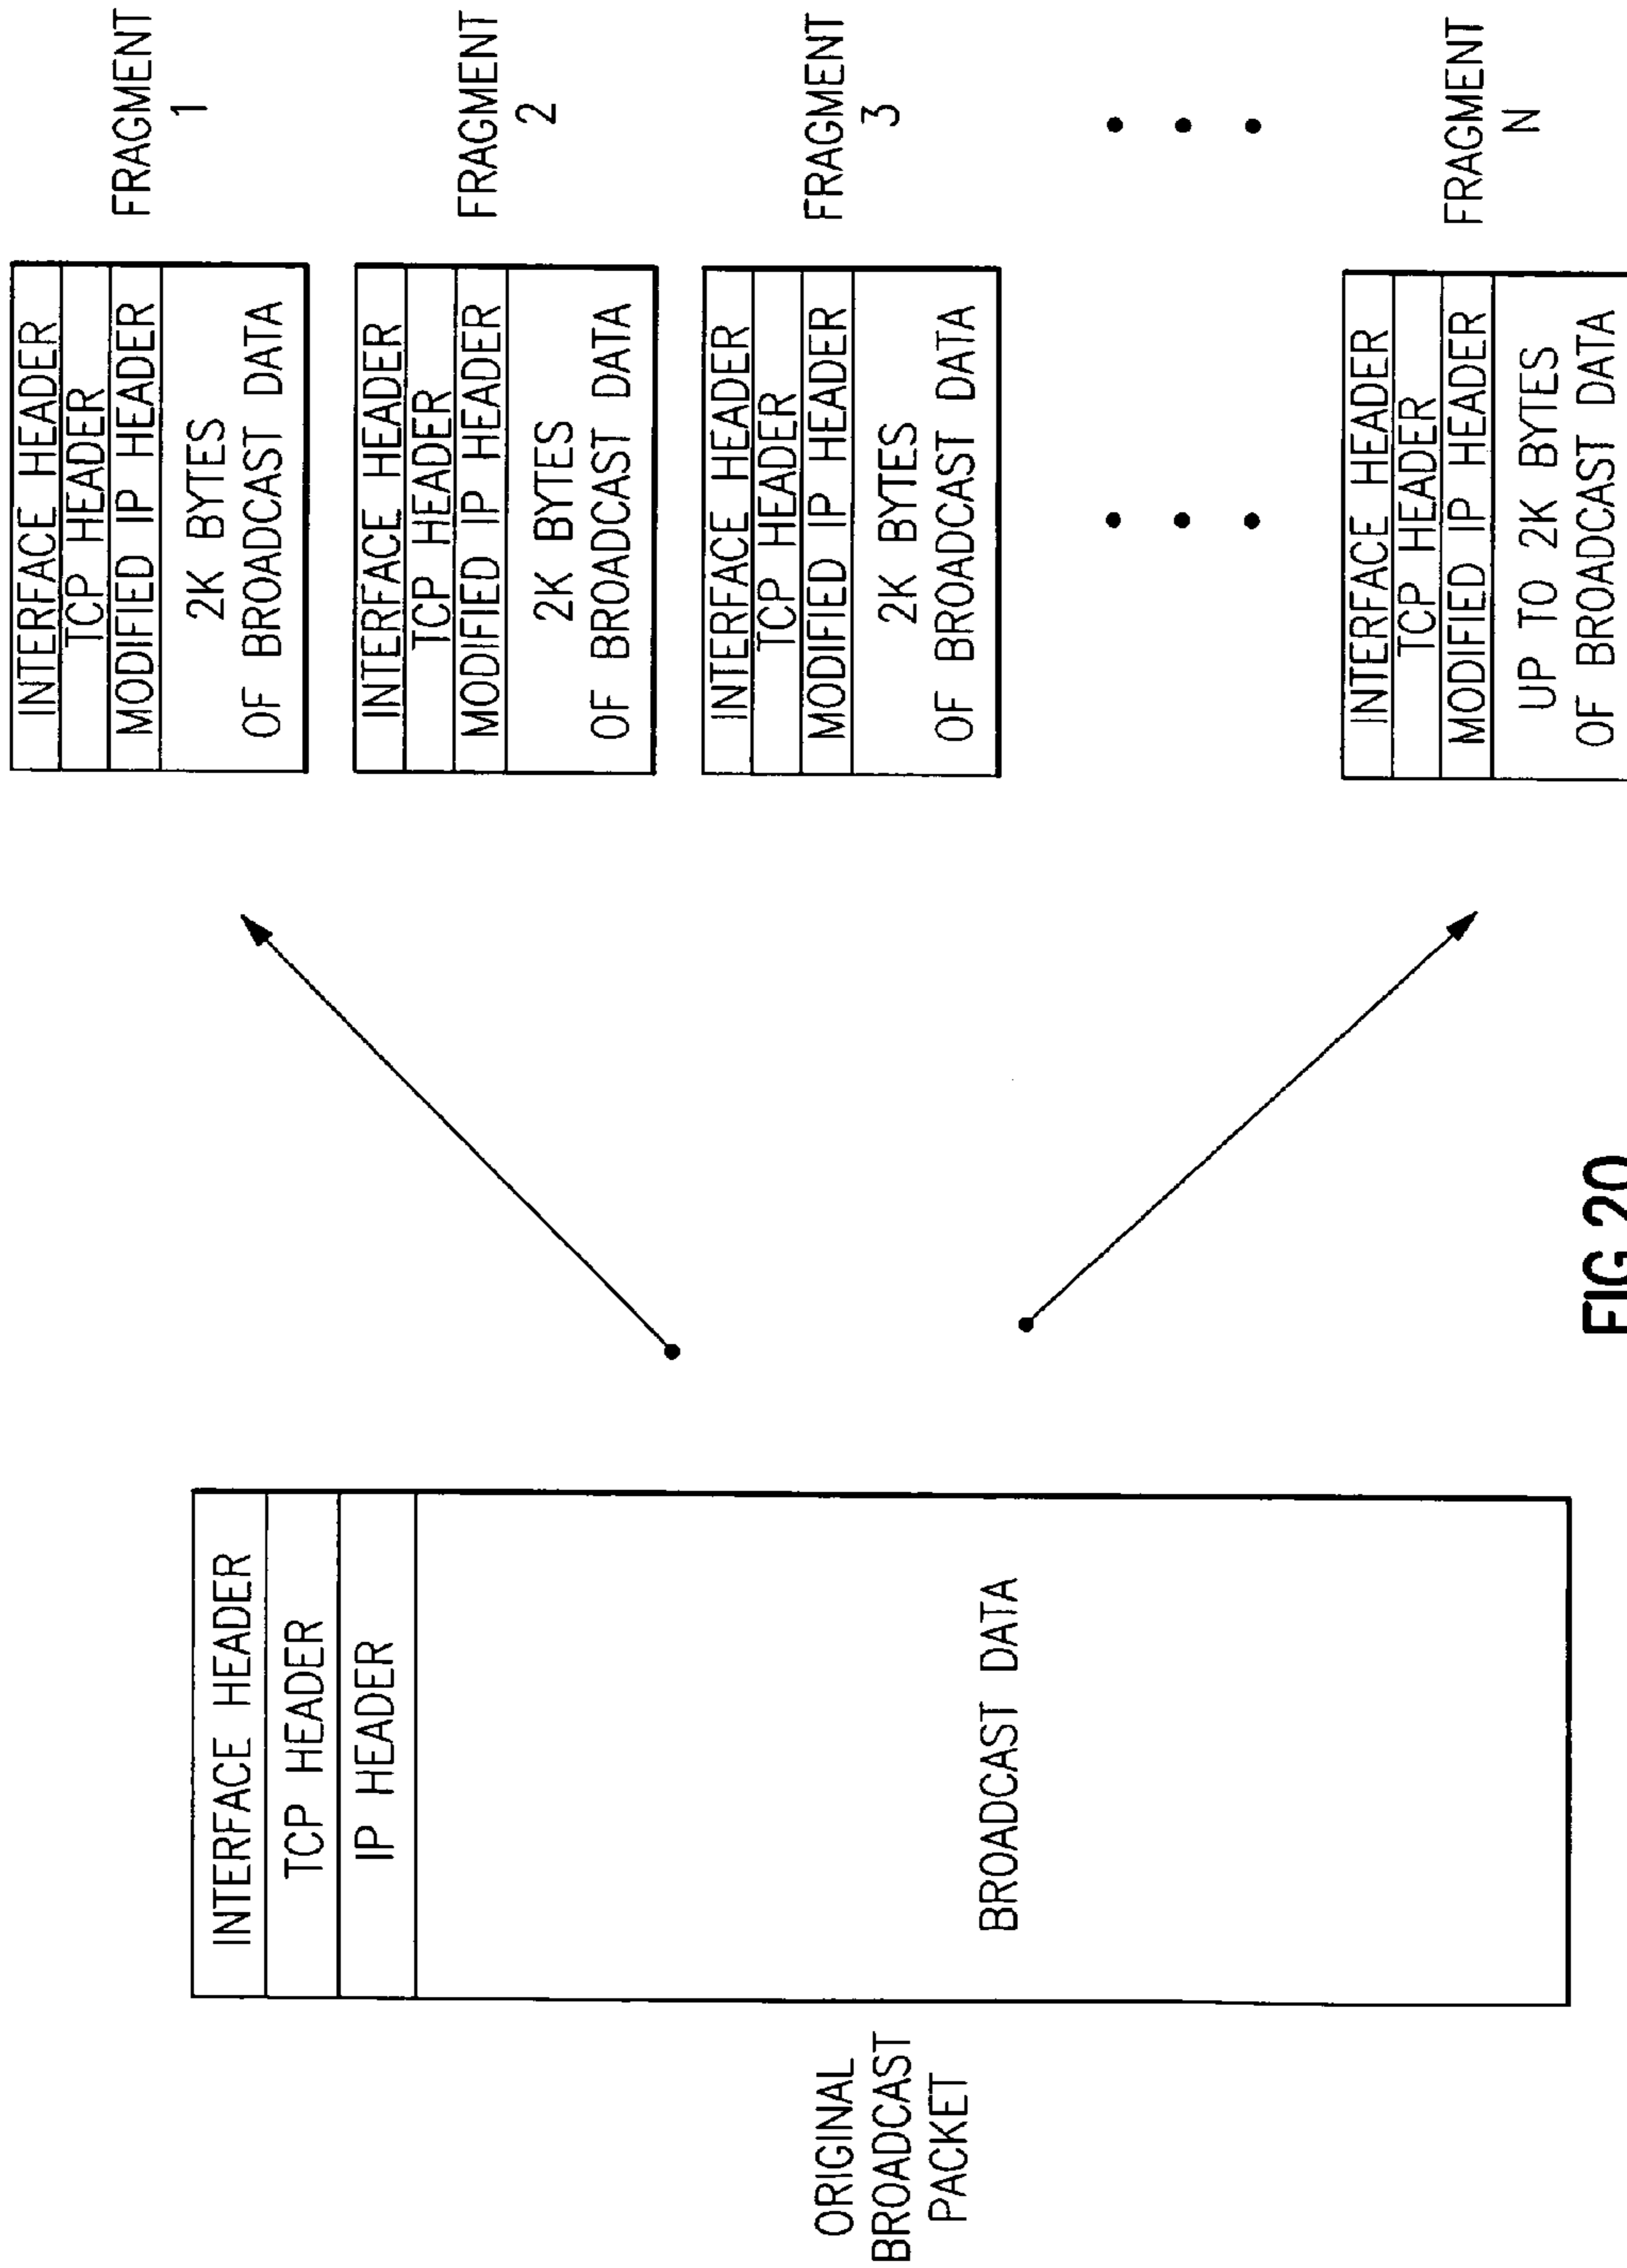 ORIGINAL
BROADCAST
PACKET
INTERFACE HEADER
TCP HEADER
IP HEADER
BROADCAST DATA
INTERFACE HEADER
TCP HEADER
MODIFIED IP HEADER
2K BYTES
OF BROADCAST DATA
FRAGMENT
1
INTERFACE HEADER
TCP HEADER
MODIFIED IP HEADER
2K BYTES
OF BROADCAST DATA
FRAGMENT
2
INTERFACE HEADER
TCP HEADER
MODIFIED IP HEADER
2K BYTES
OF BROADCAST DATA
FRAGMENT
3
INTERFACE HEADER
TCP HEADER
MODIFIED IP HEADER
UP TO 2K BYTES
OF BROADCAST DATA
FRAGMENT
N
FIG.20